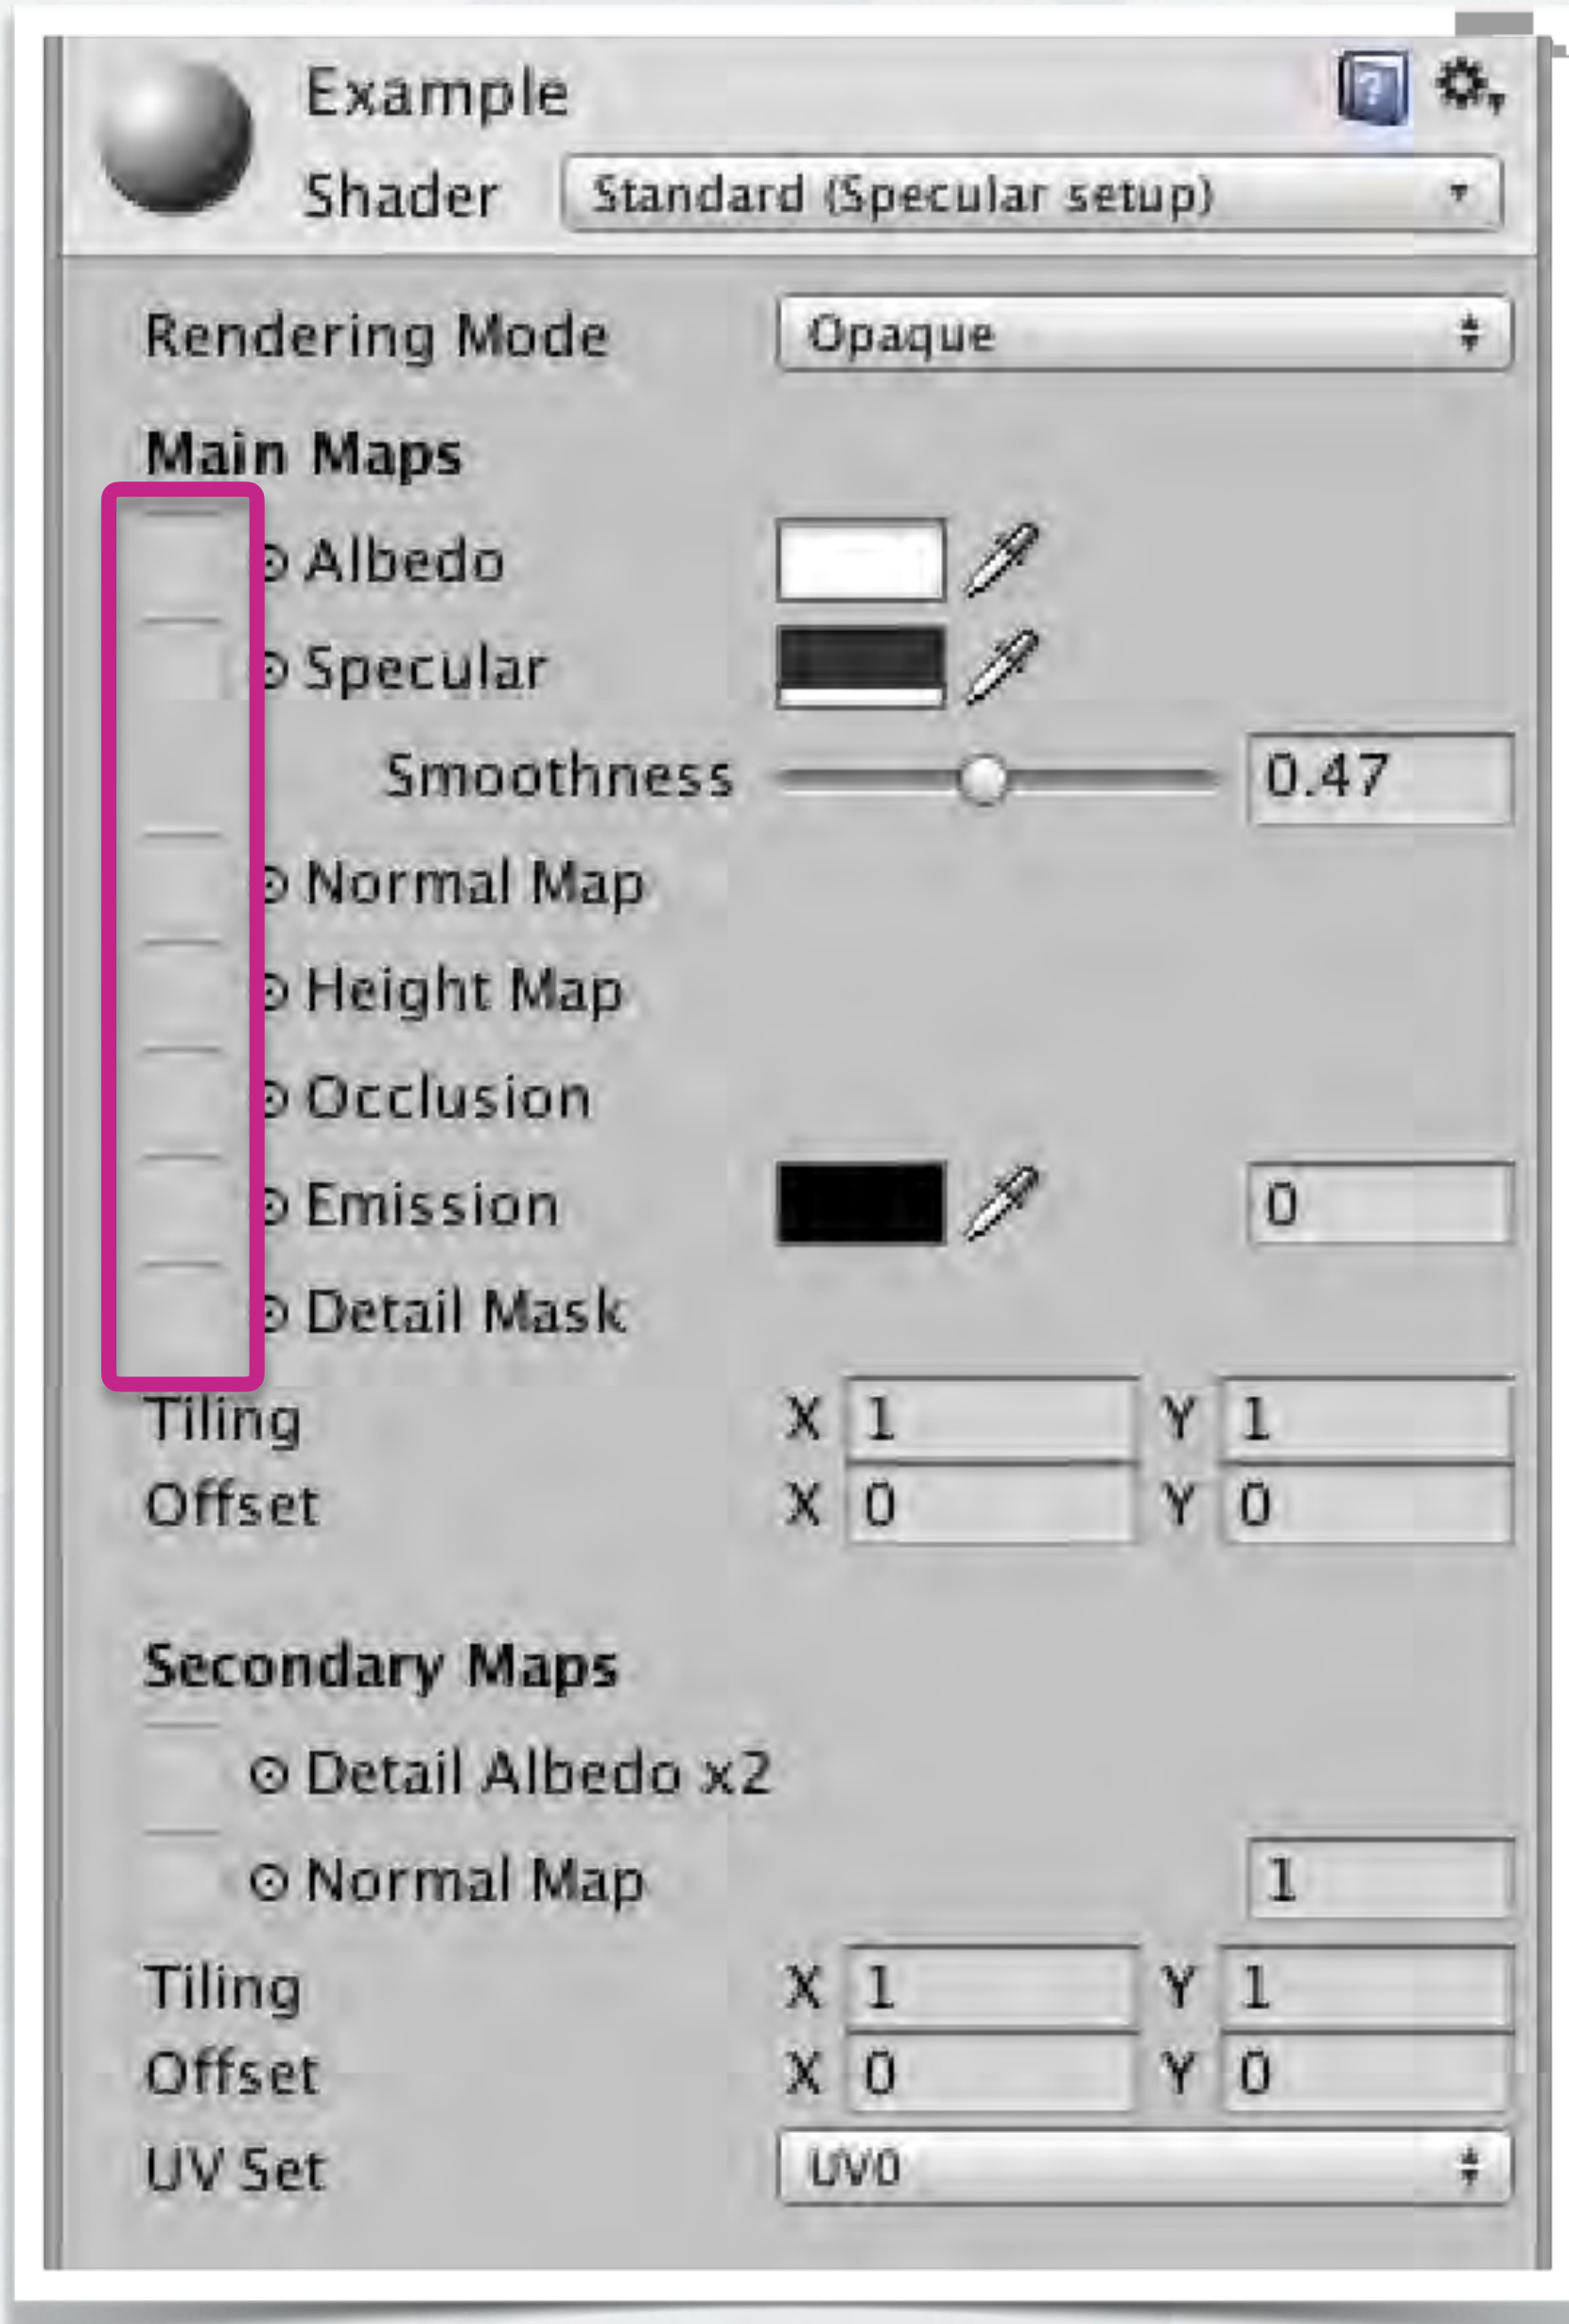 Example
?
Shader Standard (Specular setup)
Rendering Mode Opaque
Main Maps
Albedo
Specular
Smoothness 0.47
Normal Map
Height Map
Occlusion
Emission 0
Detail Mask
Tiling X 1 Y 1
Offset X 0 Y 0
Secondary Maps
Detail Albedo x2
Normal Map 1
Tiling X 1 Y 1
Offset X 0 Y 0
UV Set UV0